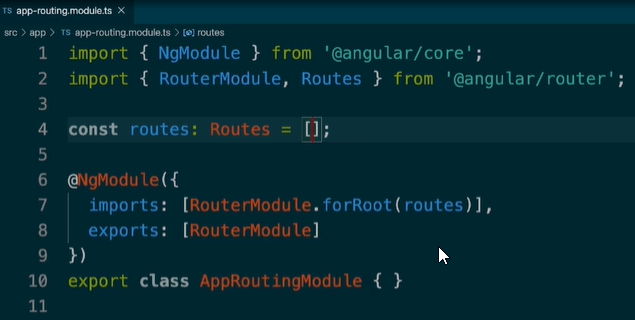 TS app-routing.module.ts ×
src > app > TS app-routing.module.ts > routes
1 import { NgModule } from '@angular/core';
2 import { RouterModule, Routes } from '@angular/router';
3
4 const routes: Routes = [];
5
6 @NgModule({
7 imports: [RouterModule.forRoot(routes)],
8 exports: [RouterModule]
9 })
10 export class AppRoutingModule { }
11